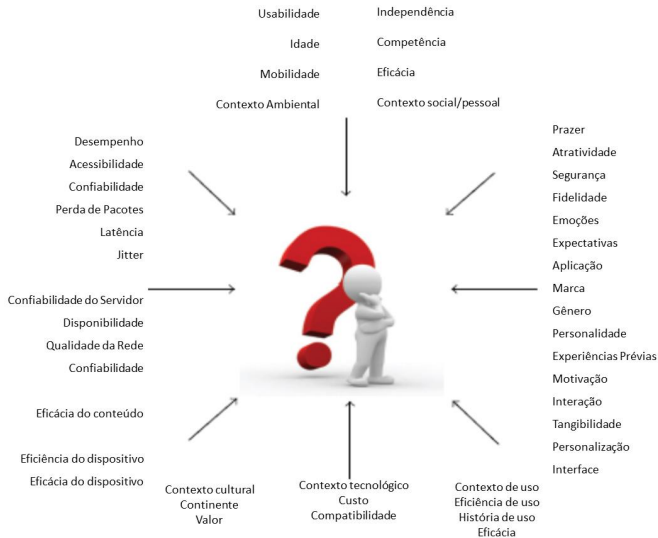 Usabilidade
Idade
Mobilidade
Contexto Ambiental
Independência
Competência
Eficácia
Contexto social/pessoal
Desempenho
Acessibilidade
Confiabilidade
Perda de Pacotes
Latência
Jitter
Confiabilidade do Servidor
Disponibilidade
Qualidade da Rede
Confiabilidade
Eficácia do conteúdo
Eficiência do dispositivo
Eficácia do dispositivo
Prazer
Atratividade
Segurança
Fidelidade
Emoções
Expectativas
Aplicação
Marca
Gênero
Personalidade
Experiências Prévias
Motivação
Interação
Tangibilidade
Personalização
Interface
Contexto cultural
Continente
Valor
Contexto tecnológico
Custo
Compatibilidade
Contexto de uso
Eficiência de uso
História de uso
Eficácia